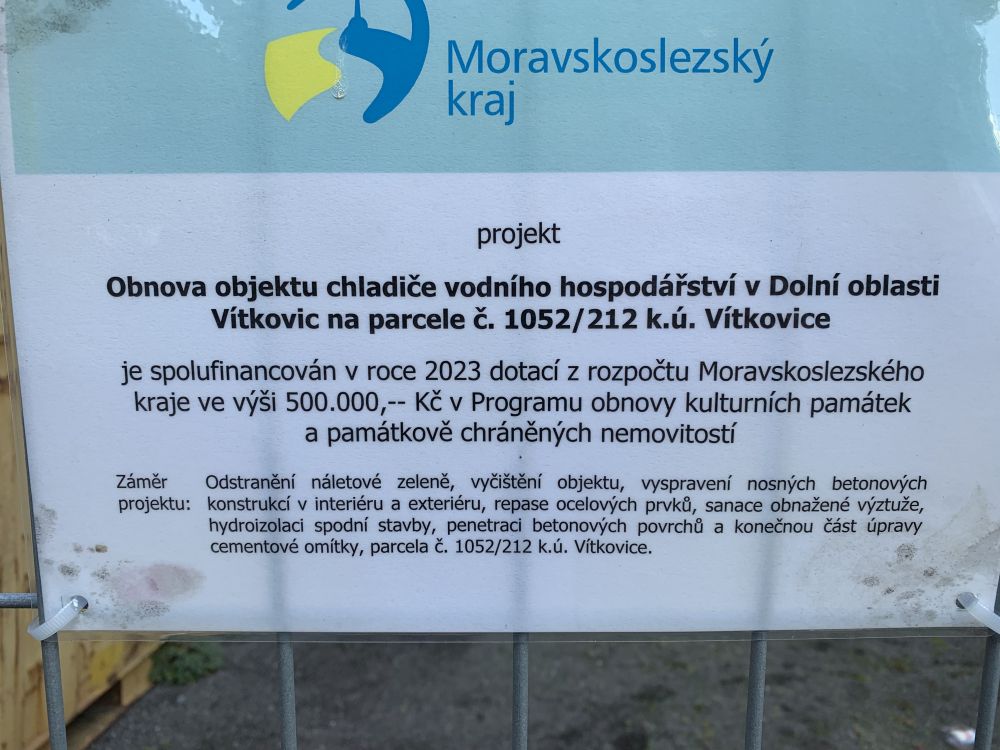 Moravskoslezský
kraj
projekt
Obnova objektu chladiče vodního hospodářství v Dolní oblasti
Vítkovic na parcele č. 1052/212 k.ú. Vítkovice
je spolufinancován v roce 2023 dotací z rozpočtu Moravskoslezského
kraje ve výši 500.000,-- Kč v Programu obnovy kulturních památek
a památkově chráněných nemovitostí
Záměr projektu: Odstranění náletové zeleně, vyčištění objektu, vyspravení nosných betonových
konstrukcí v interiéru a exteriéru, repase ocelových prvků, sanace obnažené výztuže,
hydroizolaci spodní stavby, penetraci betonových povrchů a konečnou část úpravy
cementové omítky, parcela č. 1052/212 k.ú. Vítkovice.